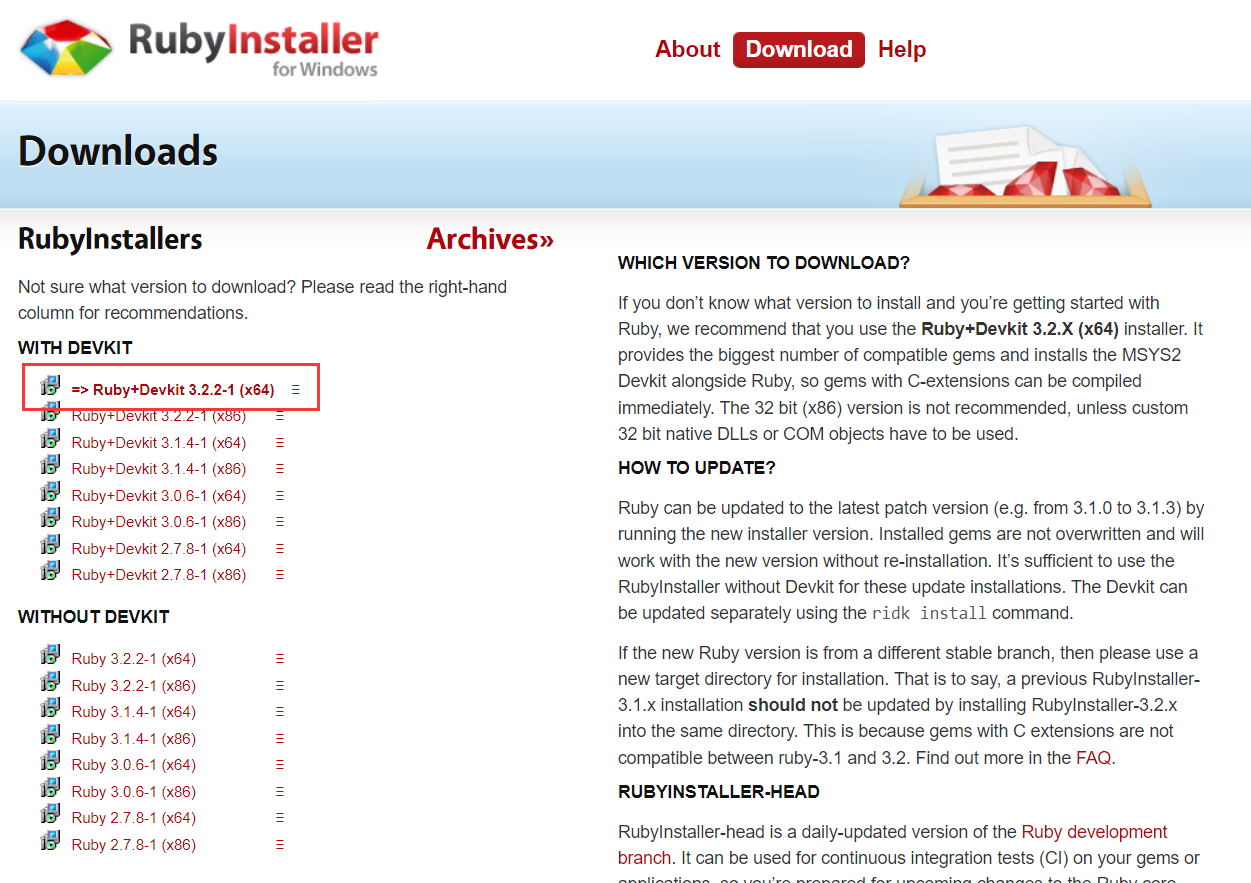 RubyInstaller
for Windows
About Download Help
Downloads
RubyInstallers
Archives»
Not sure what version to download? Please read the right-hand
column for recommendations.
WITH DEVKIT
=> Ruby+Devkit 3.2.2-1 (x64)
Ruby+Devkit 3.2.2-1 (x86)
Ruby+Devkit 3.1.4-1 (x64)
Ruby+Devkit 3.1.4-1 (x86)
Ruby+Devkit 3.0.6-1 (x64)
Ruby+Devkit 3.0.6-1 (x86)
Ruby+Devkit 2.7.8-1 (x64)
Ruby+Devkit 2.7.8-1 (x86)
WITHOUT DEVKIT
Ruby 3.2.2-1 (x64)
Ruby 3.2.2-1 (x86)
Ruby 3.1.4-1 (x64)
Ruby 3.1.4-1 (x86)
Ruby 3.0.6-1 (x64)
Ruby 3.0.6-1 (x86)
Ruby 2.7.8-1 (x64)
Ruby 2.7.8-1 (x86)
WHICH VERSION TO DOWNLOAD?
If you don’t know what version to install and you’re getting started with
Ruby, we recommend that you use the Ruby+Devkit 3.2.X (x64) installer. It
provides the biggest number of compatible gems and installs the MSYS2
Devkit alongside Ruby, so gems with C-extensions can be compiled
immediately. The 32 bit (x86) version is not recommended, unless custom
32 bit native DLLs or COM objects have to be used.
HOW TO UPDATE?
Ruby can be updated to the latest patch version (e.g. from 3.1.0 to 3.1.3) by
running the new installer version. Installed gems are not overwritten and will
work with the new version without re-installation. It’s sufficient to use the
RubyInstaller without Devkit for these update installations. The Devkit can
be updated separately using the ridk install command.
If the new Ruby version is from a different stable branch, then please use a
new target directory for installation. That is to say, a previous RubyInstaller-
3.1.x installation should not be updated by installing RubyInstaller-3.2.x
into the same directory. This is because gems with C extensions are not
compatible between ruby-3.1 and 3.2. Find out more in the FAQ.
RUBYINSTALLER-HEAD
RubyInstaller-head is a daily-updated version of the Ruby development
branch. It can be used for continuous integration tests (CI) on your gems or
applications, so you’re prepared for upcoming changes to the Ruby core